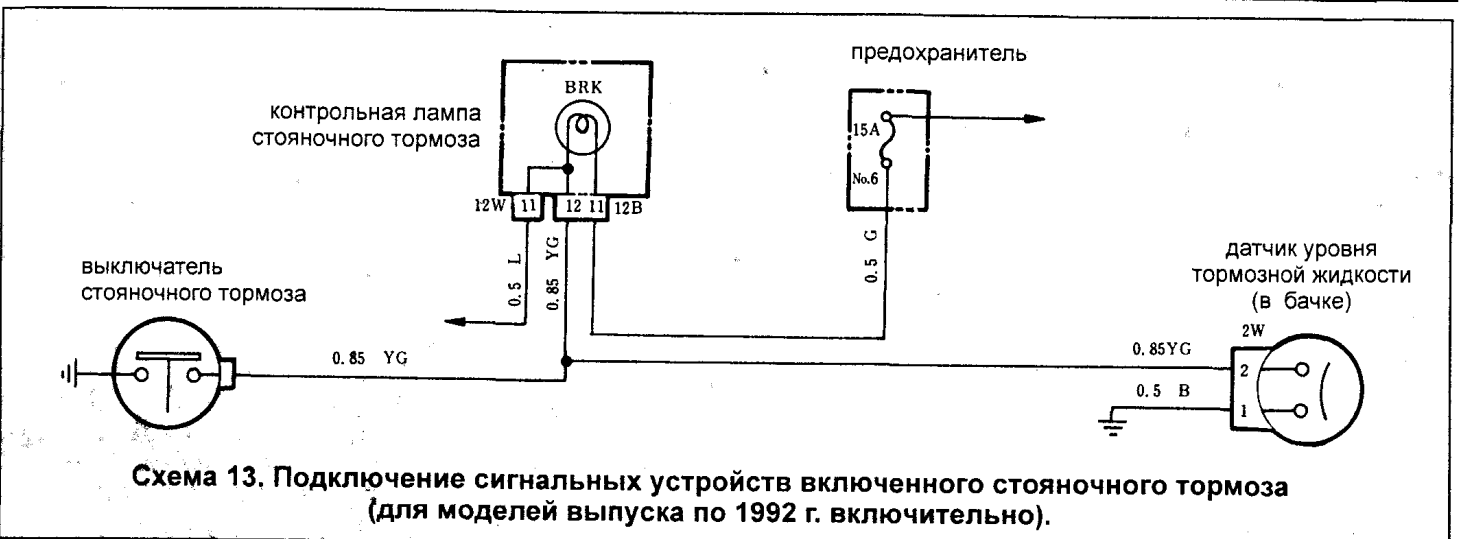 предохранитель
BRK
контрольная лампа
стояночного тормоза
15A
No.6
12W 11 12 11 12B
0.5 L
0.85 YG
0.5 G
выключатель
стояночного тормоза
датчик уровня
тормозной жидкости
(в бачке)
2W
0.85 YG
0.85YG
2
0.5 B
1
Схема 13. Подключение сигнальных устройств включенного стояночного тормоза
(для моделей выпуска по 1992 г. включительно).